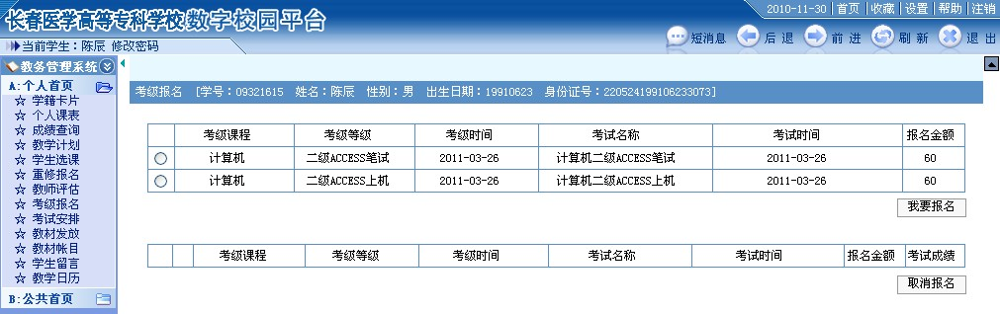 长春医学高等专科学校数字校园平台
2010-11-30 首页 收藏 设置 帮助 注销
当前学生：陈辰 修改密码
短消息 后 退 前 进 刷 新 退 出
教务管理系统
A:个人首页
☆ 学籍卡片
☆ 个人课表
☆ 成绩查询
☆ 教学计划
☆ 学生选课
☆ 重修报名
☆ 教师评估
☆ 考级报名
☆ 考试安排
☆ 教材发放
☆ 教材帐目
☆ 学生留言
☆ 教学日历
B:公共首页
考级报名 [学号：09321615 姓名：陈辰 性别：男 出生日期：19910623 身份证号：220524199106233073]
考级课程 考级等级 考级时间 考试名称 考试时间 报名金额
计算机 二级ACCESS笔试 2011-03-26 计算机二级ACCESS笔试 2011-03-26 60
计算机 二级ACCESS上机 2011-03-26 计算机二级ACCESS上机 2011-03-26 60
我要报名
考级课程 考级等级 考级时间 考试名称 考试时间 报名金额 考试成绩
取消报名